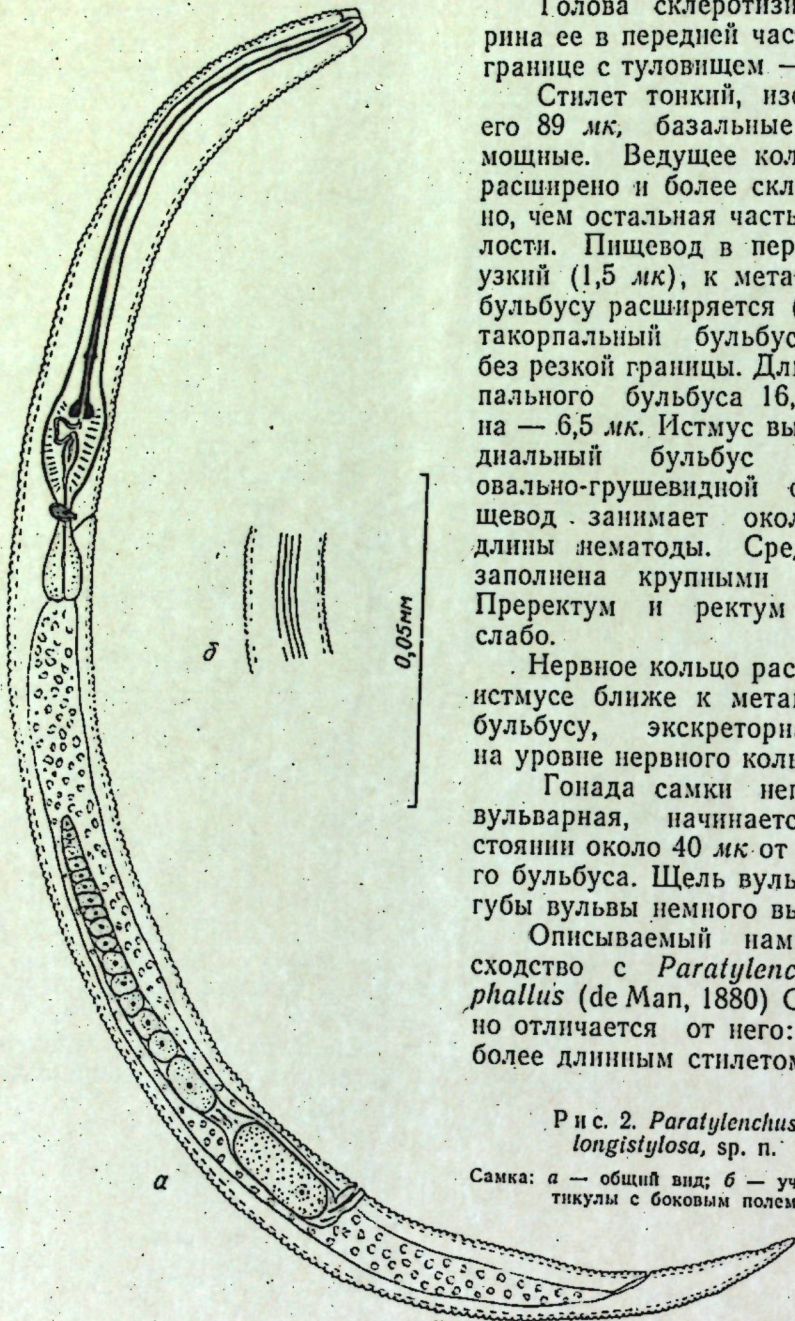 Голова склеротизи
рина ее в передней час
границе с туловищем —
Стилет тонкий, изо
его 89 мк, базальные
мощные. Ведущее кол
расширено и более скл
но, чем остальная часть
лости. Пищевод в пер
узкий (1,5 мк), к мета
бульбусу расширяется (
такорпальный бульбус
без резкой границы. Дли
пального бульбуса 16,
на — 6,5 мк. Истмус вы
диальный бульбус
овально-грушевидной
щевод занимает окол
длины нематоды. Сред
заполнена крупными
Преректум и ректум
слабо.
Нервное кольцо рас
истмусе ближе к мета
бульбусу, экскреторн
на уровне нервного коль
Гонада самки неп
вульварная, начинаетс
стоянии около 40 мк от
го бульбуса. Щель вуль
губы вульвы немного вы
Описываемый нам
сходство с Paratylenc
phallus (de Man, 1880)
но отличается от него:
более длинным стилетом
Рис. 2. Paratylenchus
longistylosa, sp. n.
Самка: а — общий вид; б — уч
тикулы с боковым полем
б
0,05мм
а